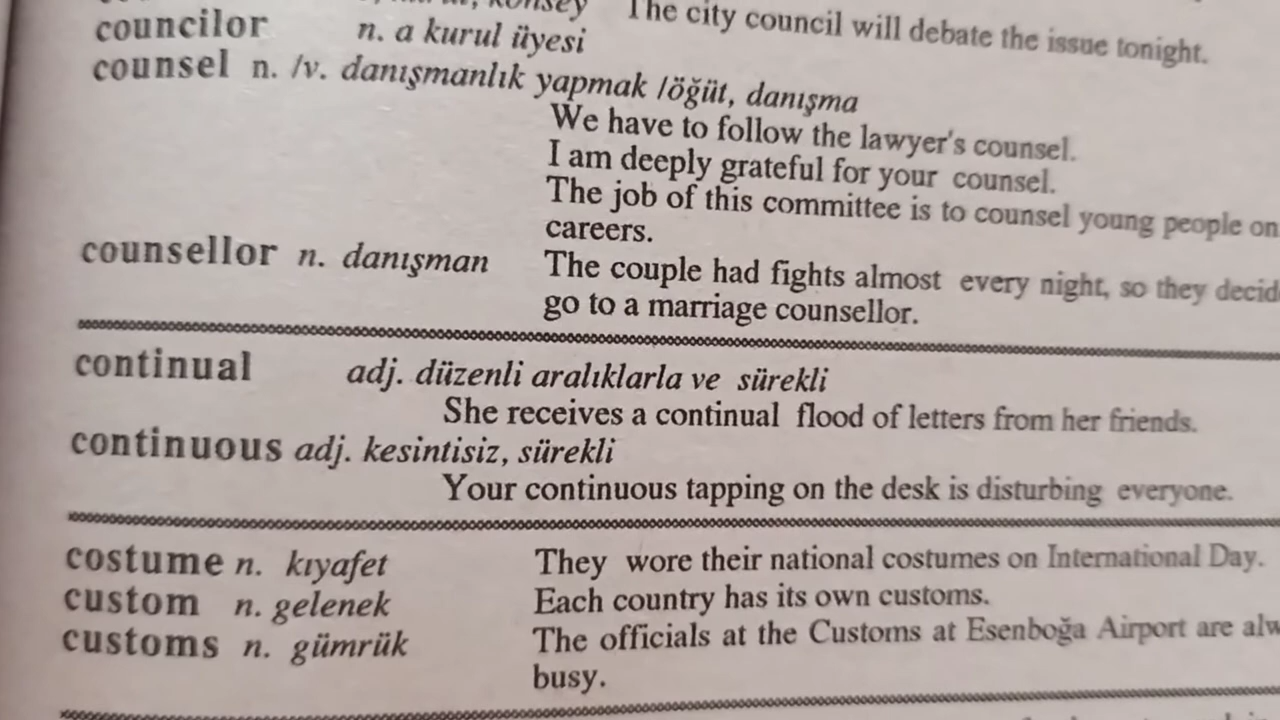 konsey The city council will debate the issue tonight.
councilor n. a kurul üyesi
counsel n. /v. danışmanlık yapmak /öğüt, danışma
We have to follow the lawyer's counsel.
I am deeply grateful for your counsel.
The job of this committee is to counsel young people on
careers.
counsellor n. danışman The couple had fights almost every night, so they decid
go to a marriage counsellor.
continual adj. düzenli aralıklarla ve sürekli
She receives a continual flood of letters from her friends.
continuous adj. kesintisiz, sürekli
Your continuous tapping on the desk is disturbing everyone.
costume n. kıyafet They wore their national costumes on International Day.
custom n. gelenek Each country has its own customs.
customs n. gümrük The officials at the Customs at Esenboğa Airport are alw
busy.